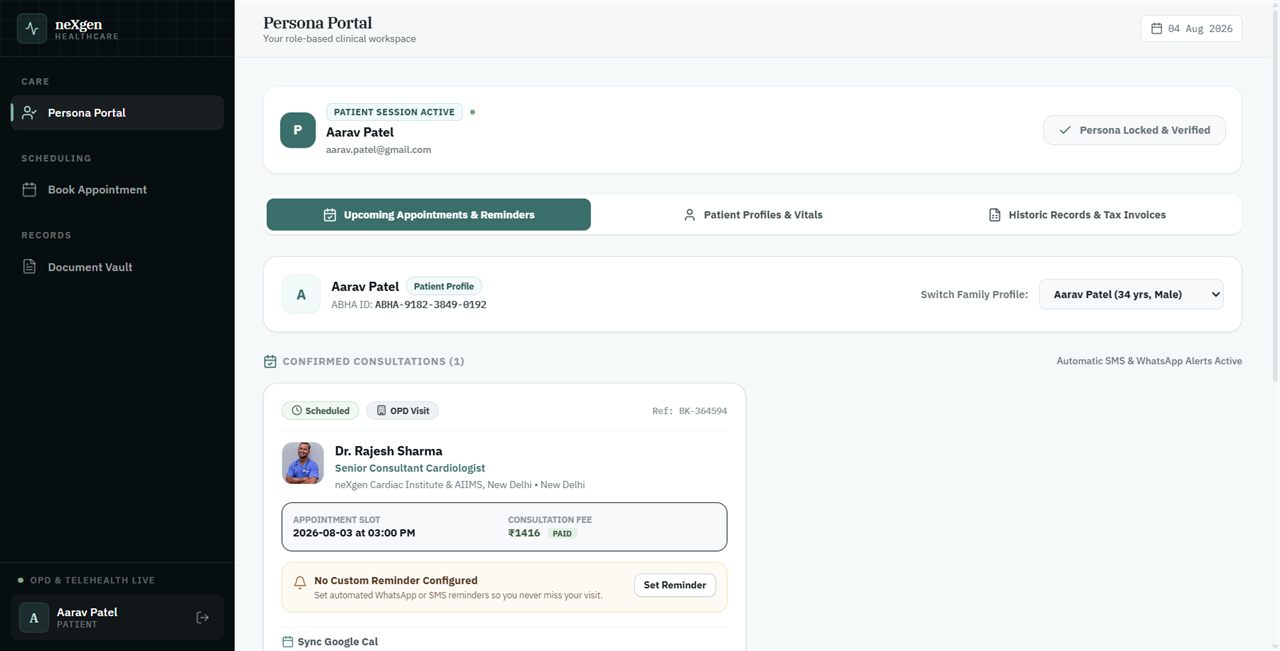 neXgen
HEALTHCARE
CARE
Persona Portal
SCHEDULING
Book Appointment
RECORDS
Document Vault
OPD & TELEHEALTH LIVE
A
Aarav Patel
PATIENT
Persona Portal
Your role-based clinical workspace
04 Aug 2026
P
PATIENT SESSION ACTIVE
Aarav Patel
aarav.patel@gmail.com
Persona Locked & Verified
Upcoming Appointments & Reminders
Patient Profiles & Vitals
Historic Records & Tax Invoices
A
Aarav Patel Patient Profile
ABHA ID: ABHA-9182-3849-0192
Switch Family Profile: Aarav Patel (34 yrs, Male)
CONFIRMED CONSULTATIONS (1)
Automatic SMS & WhatsApp Alerts Active
Scheduled OPD Visit Ref: BK-364594
Dr. Rajesh Sharma
Senior Consultant Cardiologist
neXgen Cardiac Institute & AIIMS, New Delhi • New Delhi
APPOINTMENT SLOT
2026-08-03 at 03:00 PM
CONSULTATION FEE
₹1416 PAID
No Custom Reminder Configured
Set automated WhatsApp or SMS reminders so you never miss your visit.
Set Reminder
Sync Google Cal